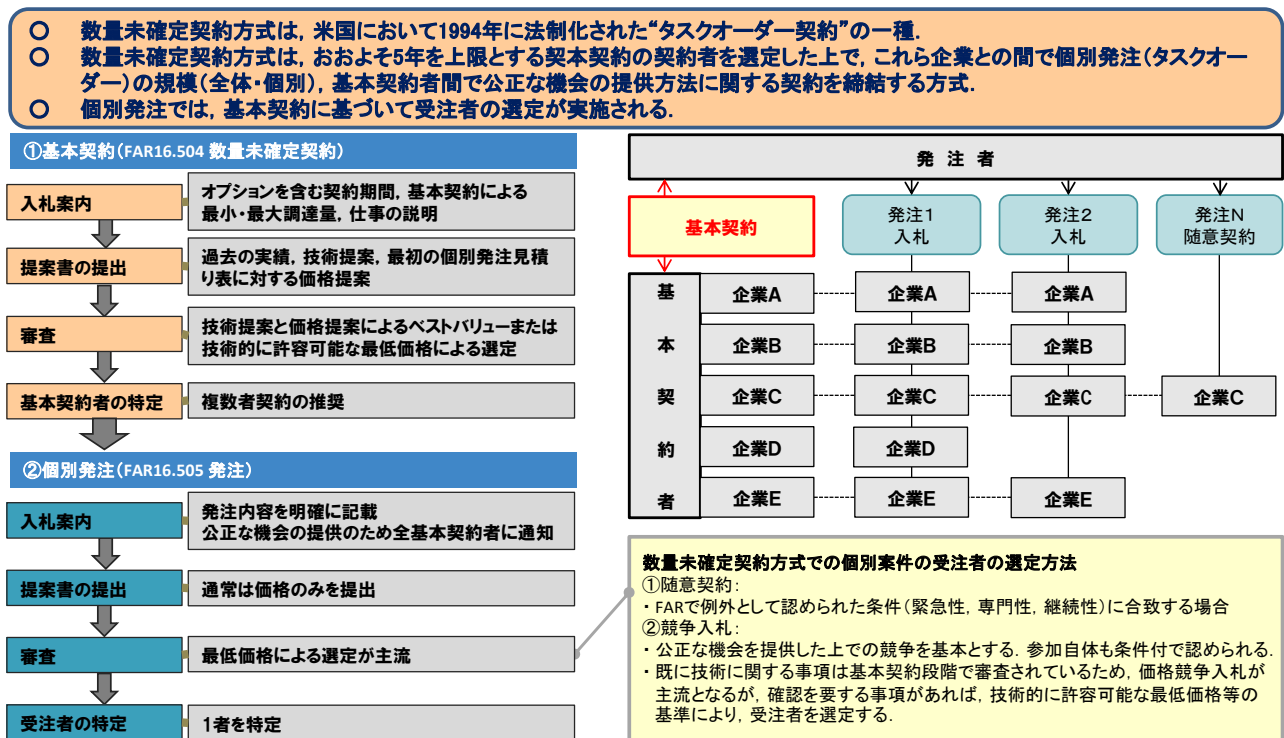 ○ 数量未確定契約方式は，米国において1994年に法制化された“タスクオーダー契約”の一種．
○ 数量未確定契約方式は，おおよそ5年を上限とする契本契約の契約者を選定した上で，これら企業との間で個別発注（タスクオー
ダー）の規模（全体・個別），基本契約者間で公正な機会の提供方法に関する契約を締結する方式．
○ 個別発注では，基本契約に基づいて受注者の選定が実施される．
①基本契約（FAR16.504 数量未確定契約）
入札案内
オプションを含む契約期間，基本契約による
最小・最大調達量，仕事の説明
提案書の提出
過去の実績，技術提案，最初の個別発注見積
り表に対する価格提案
審査
技術提案と価格提案によるベストバリューまたは
技術的に許容可能な最低価格による選定
基本契約者の特定
複数者契約の推奨
②個別発注（FAR16.505 発注）
入札案内
発注内容を明確に記載
公正な機会の提供のため全基本契約者に通知
提案書の提出
通常は価格のみを提出
審査
最低価格による選定が主流
受注者の特定
1者を特定
発 注 者
基本契約
発注1
入札
発注2
入札
発注N
随意契約
基本契約者
企業A 企業A 企業A
企業B 企業B 企業B
企業C 企業C 企業C 企業C
企業D 企業D
企業E 企業E 企業E
数量未確定契約方式での個別案件の受注者の選定方法
①随意契約：
・FARで例外として認められた条件（緊急性，専門性，継続性）に合致する場合
②競争入札：
・公正な機会を提供した上での競争を基本とする．参加自体も条件付で認められる．
・既に技術に関する事項は基本契約段階で審査されているため，価格競争入札が
主流となるが，確認を要する事項があれば，技術的に許容可能な最低価格等の
基準により，受注者を選定する．